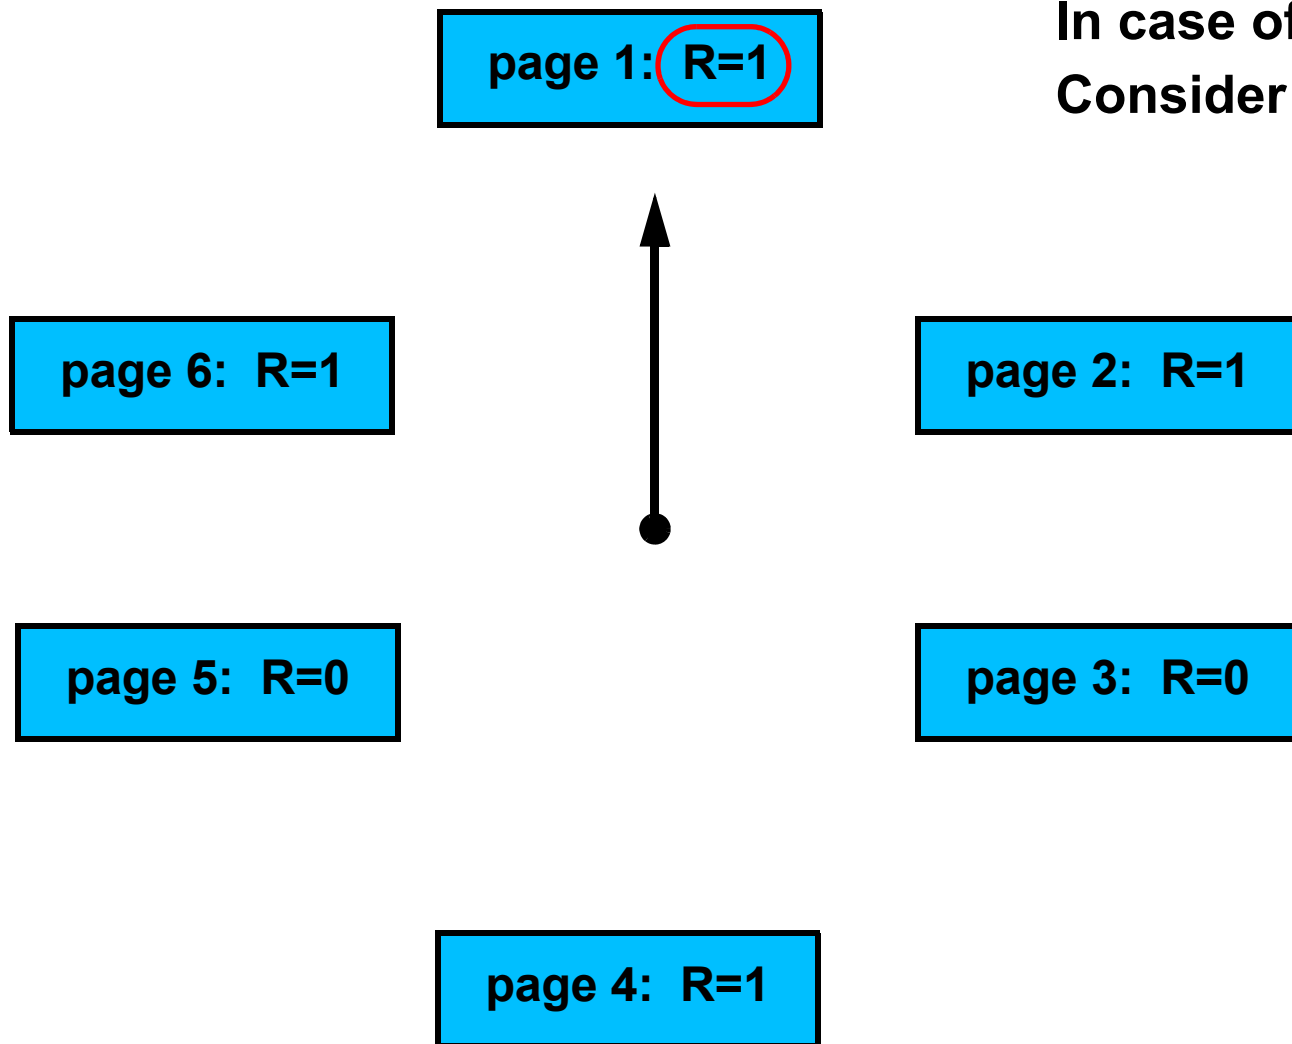 In case of
Consider
page 1: R=1
page 6: R=1
page 2: R=1
page 5: R=0
page 3: R=0
page 4: R=1